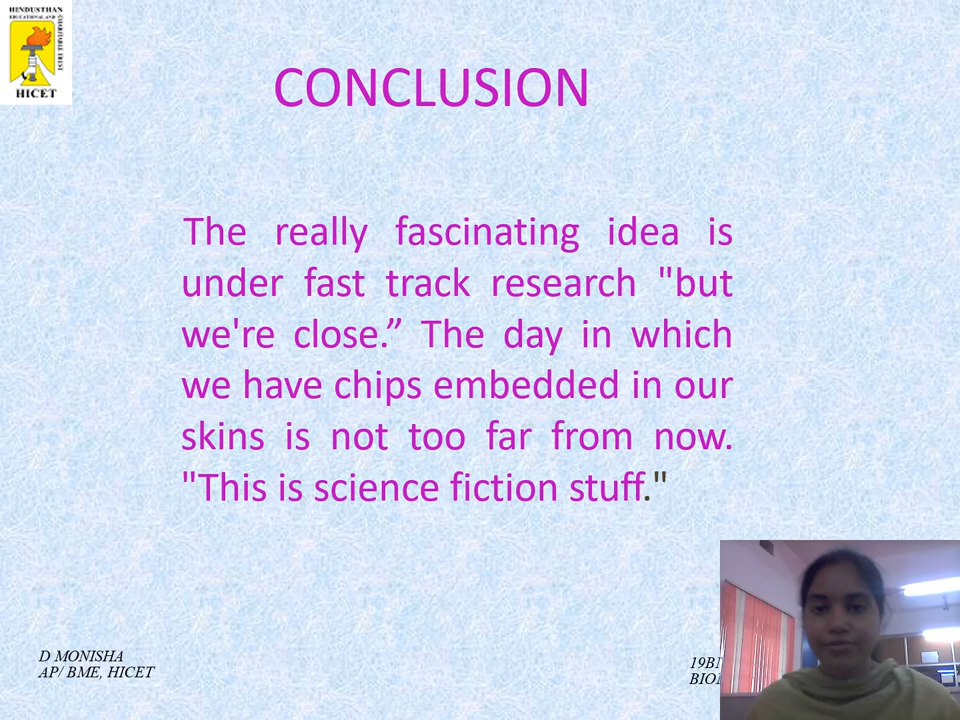 HINDUSTHAN
EDUCATIONAL AND
CHARITABLE TRUST
HICET
CONCLUSION
The really fascinating idea is
under fast track research "but
we're close.” The day in which
we have chips embedded in our
skins is not too far from now.
"This is science fiction stuff."
D MONISHA
AP/ BME, HICET